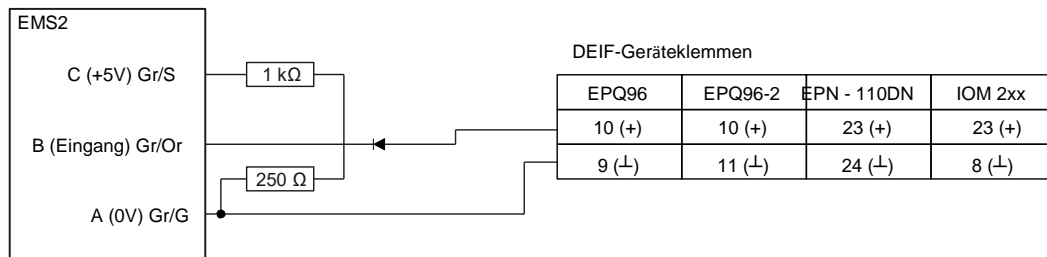 EMS2
C (+5V) Gr/S
1 kΩ
DEIF-Geräteklemmen
EPQ96 EPQ96-2 EPN - 110DN IOM 2xx
B (Eingang) Gr/Or
10 (+) 10 (+) 23 (+) 23 (+)
250 Ω
9 (⊥) 11 (⊥) 24 (⊥) 8 (⊥)
A (0V) Gr/G